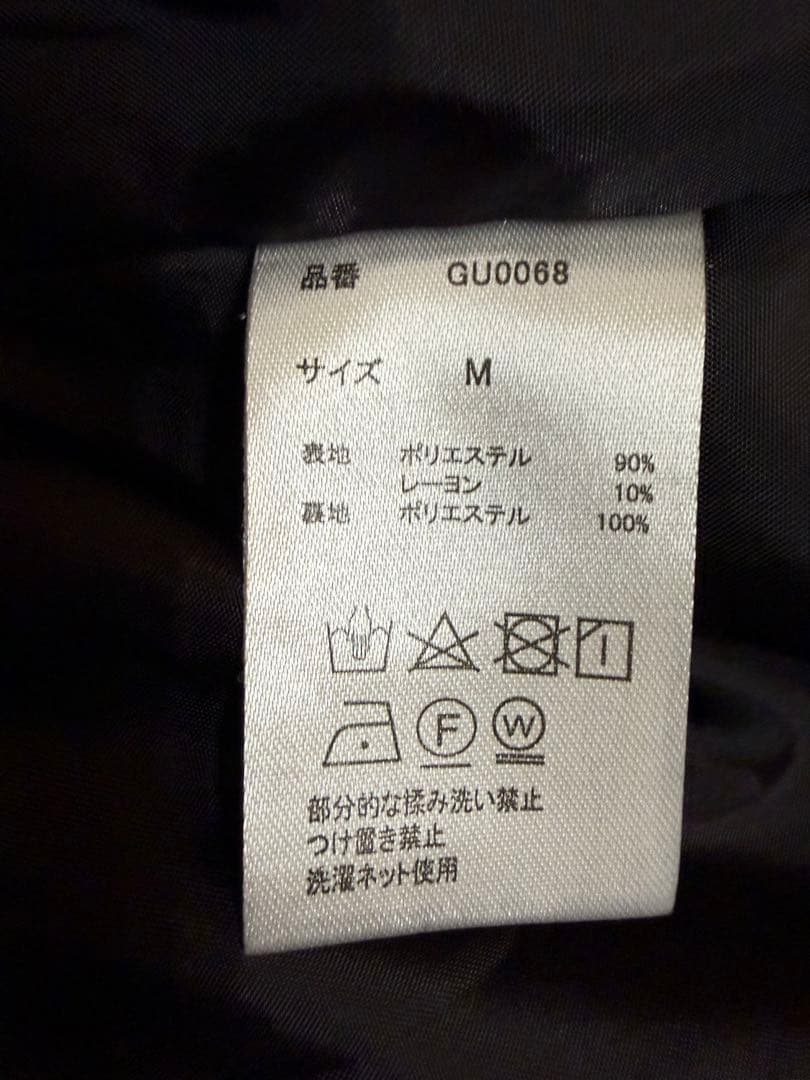 品番 GU0068
サイズ M
表地 ポリエステル 90%
レーヨン 10%
裏地 ポリエステル 100%
F W
部分的な揉み洗い禁止
つけ置き禁止
洗濯ネット使用